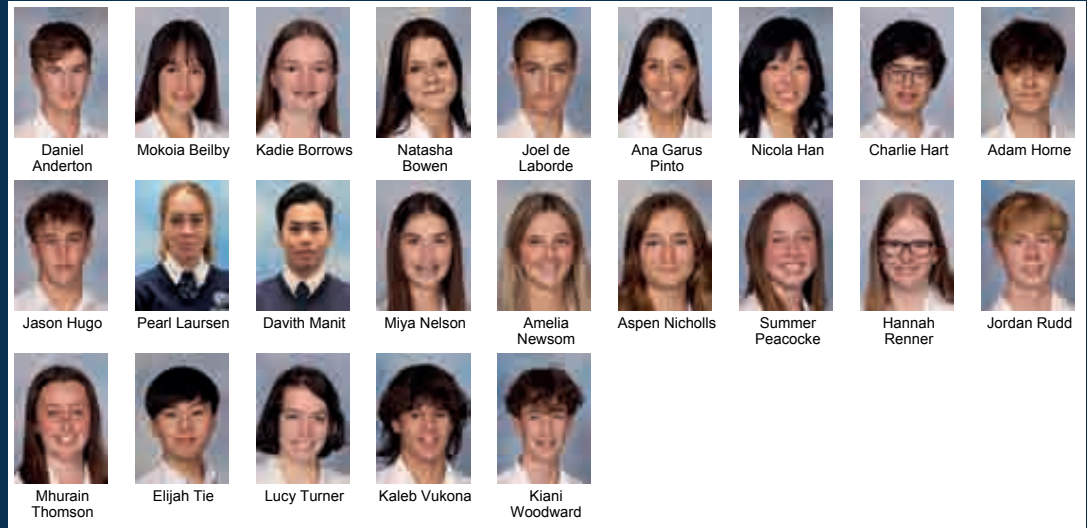 Daniel
Anderton
Mokoia Beilby
Kadie Borrows
Natasha
Bowen
Joel de
Laborde
Ana Garus
Pinto
Nicola Han
Charlie Hart
Adam Horne
Jason Hugo
Pearl Laursen
Davith Manit
Miya Nelson
Amelia
Newsom
Aspen Nicholls
Summer
Peacocke
Hannah
Renner
Jordan Rudd
Mhurain
Thomson
Elijah Tie
Lucy Turner
Kaleb Vukona
Kiani
Woodward